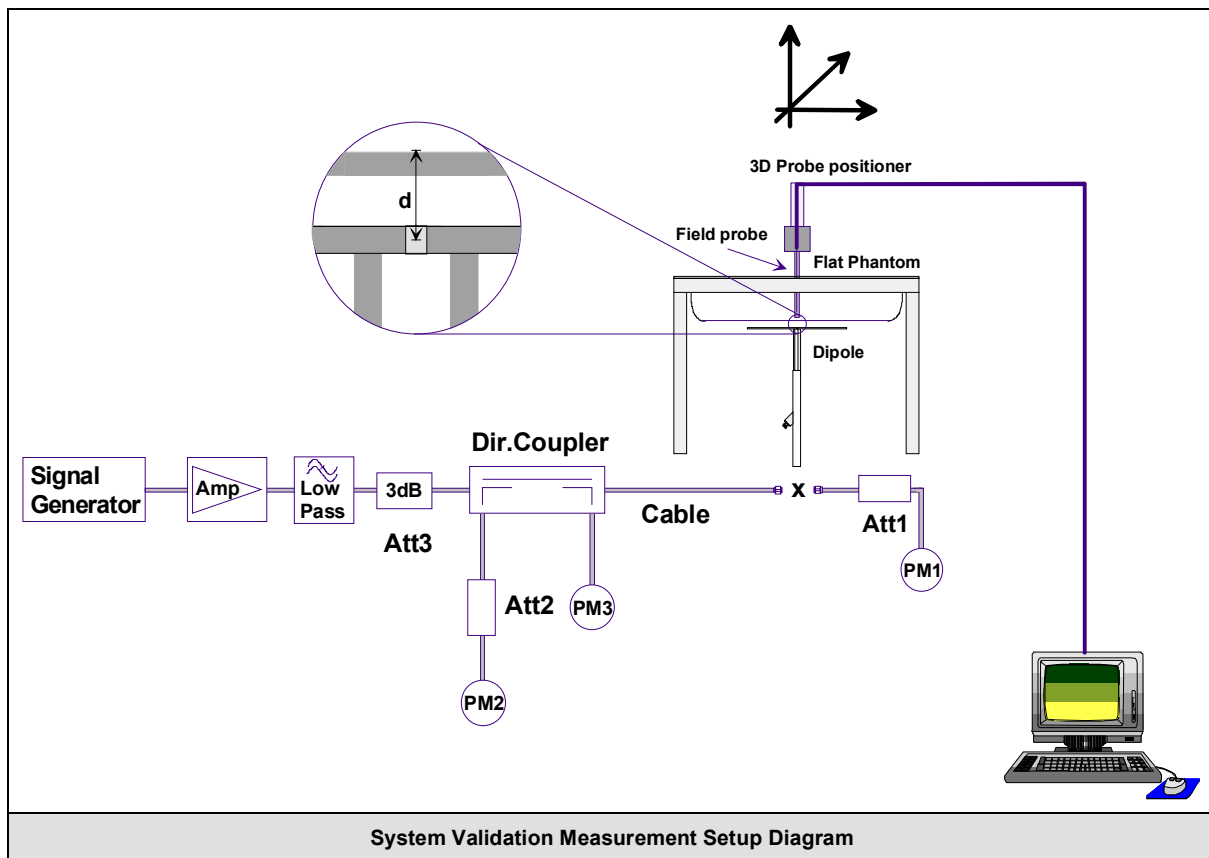 3D Probe positioner
d
Field probe
Flat Phantom
Dipole
Dir.Coupler
Signal
Generator
Amp
Low
Pass
3dB
Cable
x
Att1
Att3
PM1
Att2
PM3
PM2
System Validation Measurement Setup Diagram